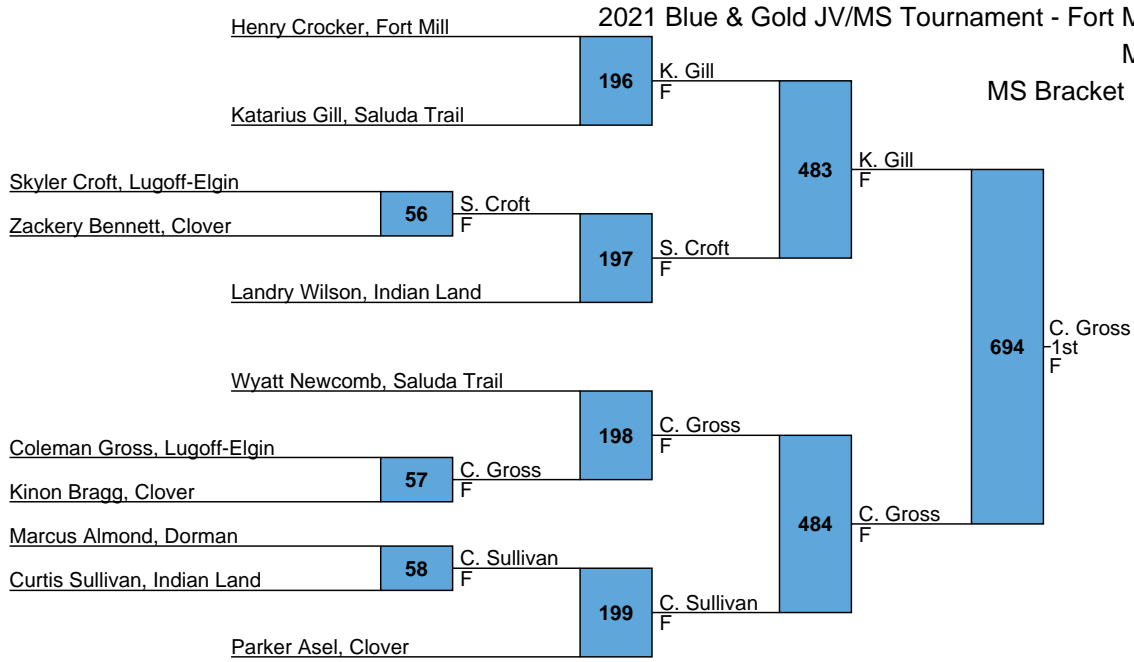 2021 Blue & Gold JV/MS Tournament - Fort M
M
MS Bracket
Henry Crocker, Fort Mill
196
K. Gill
F
Katarius Gill, Saluda Trail
483
K. Gill
F
Skyler Croft, Lugoff-Elgin
56
S. Croft
F
Zackery Bennett, Clover
197
S. Croft
F
Landry Wilson, Indian Land
694
C. Gross
1st
F
Wyatt Newcomb, Saluda Trail
198
C. Gross
F
Coleman Gross, Lugoff-Elgin
57
C. Gross
F
Kinon Bragg, Clover
484
C. Gross
F
Marcus Almond, Dorman
58
C. Sullivan
F
Curtis Sullivan, Indian Land
199
C. Sullivan
F
Parker Asel, Clover